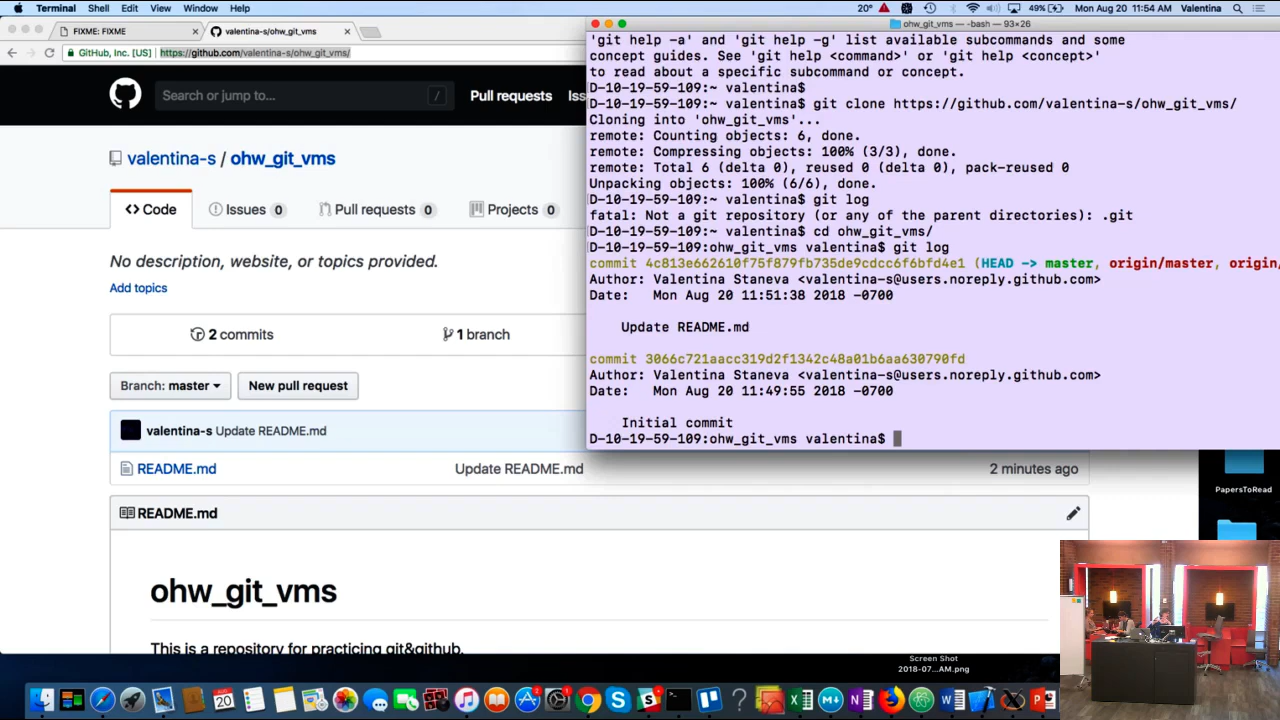 Terminal Shell Edit View Window Help
20° 49% Mon Aug 20 11:54 AM Valentina
FIXME: FIXME
valentina-s/ohw_git_vms
GitHub, Inc. [US] https://github.com/valentina-s/ohw_git_vms/
Search or jump to... /
Pull requests Iss
valentina-s / ohw_git_vms
Code
Issues 0
Pull requests 0
Projects 0
No description, website, or topics provided.
Add topics
2 commits
1 branch
Branch: master
New pull request
valentina-s Update README.md
README.md
Update README.md
2 minutes ago
README.md
ohw_git_vms
This is a repository for practicing git&github.
ohw_git_vms — -bash — 93×26
'git help -a' and 'git help -g' list available subcommands and some
concept guides. See 'git help <command>' or 'git help <concept>'
to read about a specific subcommand or concept.
D-10-19-59-109:~ valentina$
D-10-19-59-109:~ valentina$ git clone https://github.com/valentina-s/ohw_git_vms/
Cloning into 'ohw_git_vms'...
remote: Counting objects: 6, done.
remote: Compressing objects: 100% (3/3), done.
remote: Total 6 (delta 0), reused 0 (delta 0), pack-reused 0
Unpacking objects: 100% (6/6), done.
D-10-19-59-109:~ valentina$ git log
fatal: Not a git repository (or any of the parent directories): .git
D-10-19-59-109:~ valentina$ cd ohw_git_vms/
D-10-19-59-109:ohw_git_vms valentina$ git log
commit 4c813e662610f75f879fb735de9cdcc6f6bfd4e1 (HEAD -> master, origin/master, origin/
Author: Valentina Staneva <valentina-s@users.noreply.github.com>
Date: Mon Aug 20 11:51:38 2018 -0700
Update README.md
commit 3066c721aacc319d2f1342c48a01b6aa630790fd
Author: Valentina Staneva <valentina-s@users.noreply.github.com>
Date: Mon Aug 20 11:49:55 2018 -0700
Initial commit
D-10-19-59-109:ohw_git_vms valentina$
PapersToRead
Screen Shot
2018-07...AM.png
20